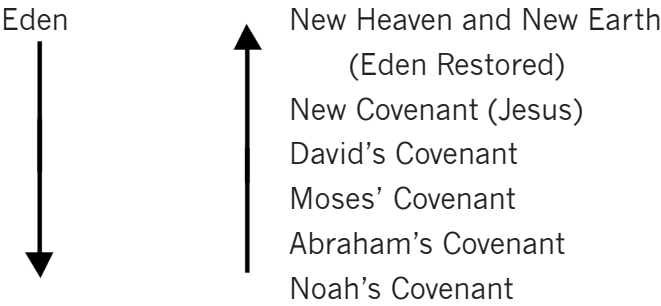 Eden
New Heaven and New Earth
(Eden Restored)
New Covenant (Jesus)
David’s Covenant
Moses’ Covenant
Abraham’s Covenant
Noah’s Covenant